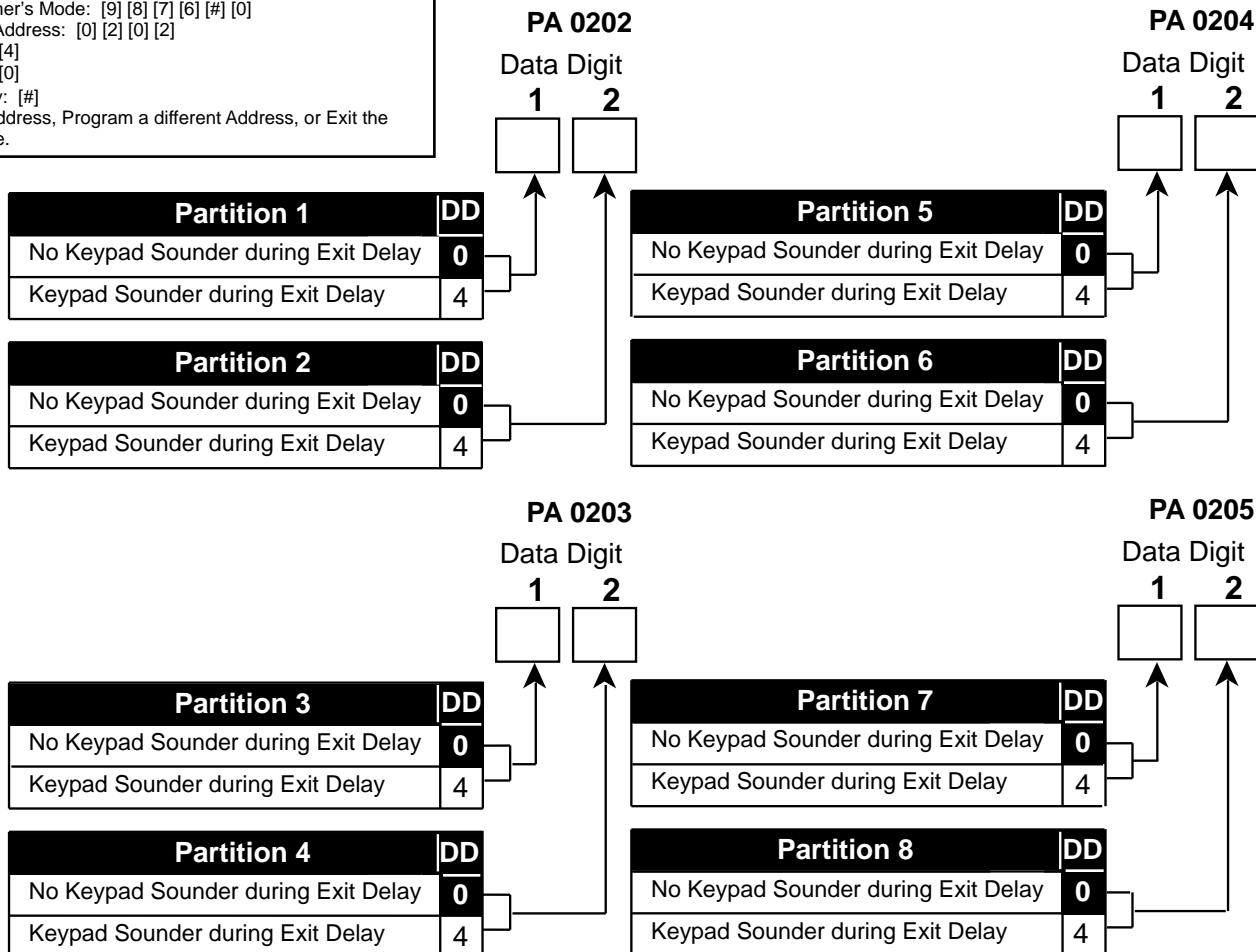 ner's Mode: [9] [8] [7] [6] [#] [0]
Address: [0] [2] [0] [2]
[4]
[0]
: [#]
ddress, Program a different Address, or Exit the
e.
PA 0202
Data Digit
1 2
Partition 1 DD
No Keypad Sounder during Exit Delay 0
Keypad Sounder during Exit Delay 4
Partition 2 DD
No Keypad Sounder during Exit Delay 0
Keypad Sounder during Exit Delay 4
PA 0204
Data Digit
1 2
Partition 5 DD
No Keypad Sounder during Exit Delay 0
Keypad Sounder during Exit Delay 4
Partition 6 DD
No Keypad Sounder during Exit Delay 0
Keypad Sounder during Exit Delay 4
PA 0203
Data Digit
1 2
Partition 3 DD
No Keypad Sounder during Exit Delay 0
Keypad Sounder during Exit Delay 4
Partition 4 DD
No Keypad Sounder during Exit Delay 0
Keypad Sounder during Exit Delay 4
PA 0205
Data Digit
1 2
Partition 7 DD
No Keypad Sounder during Exit Delay 0
Keypad Sounder during Exit Delay 4
Partition 8 DD
No Keypad Sounder during Exit Delay 0
Keypad Sounder during Exit Delay 4